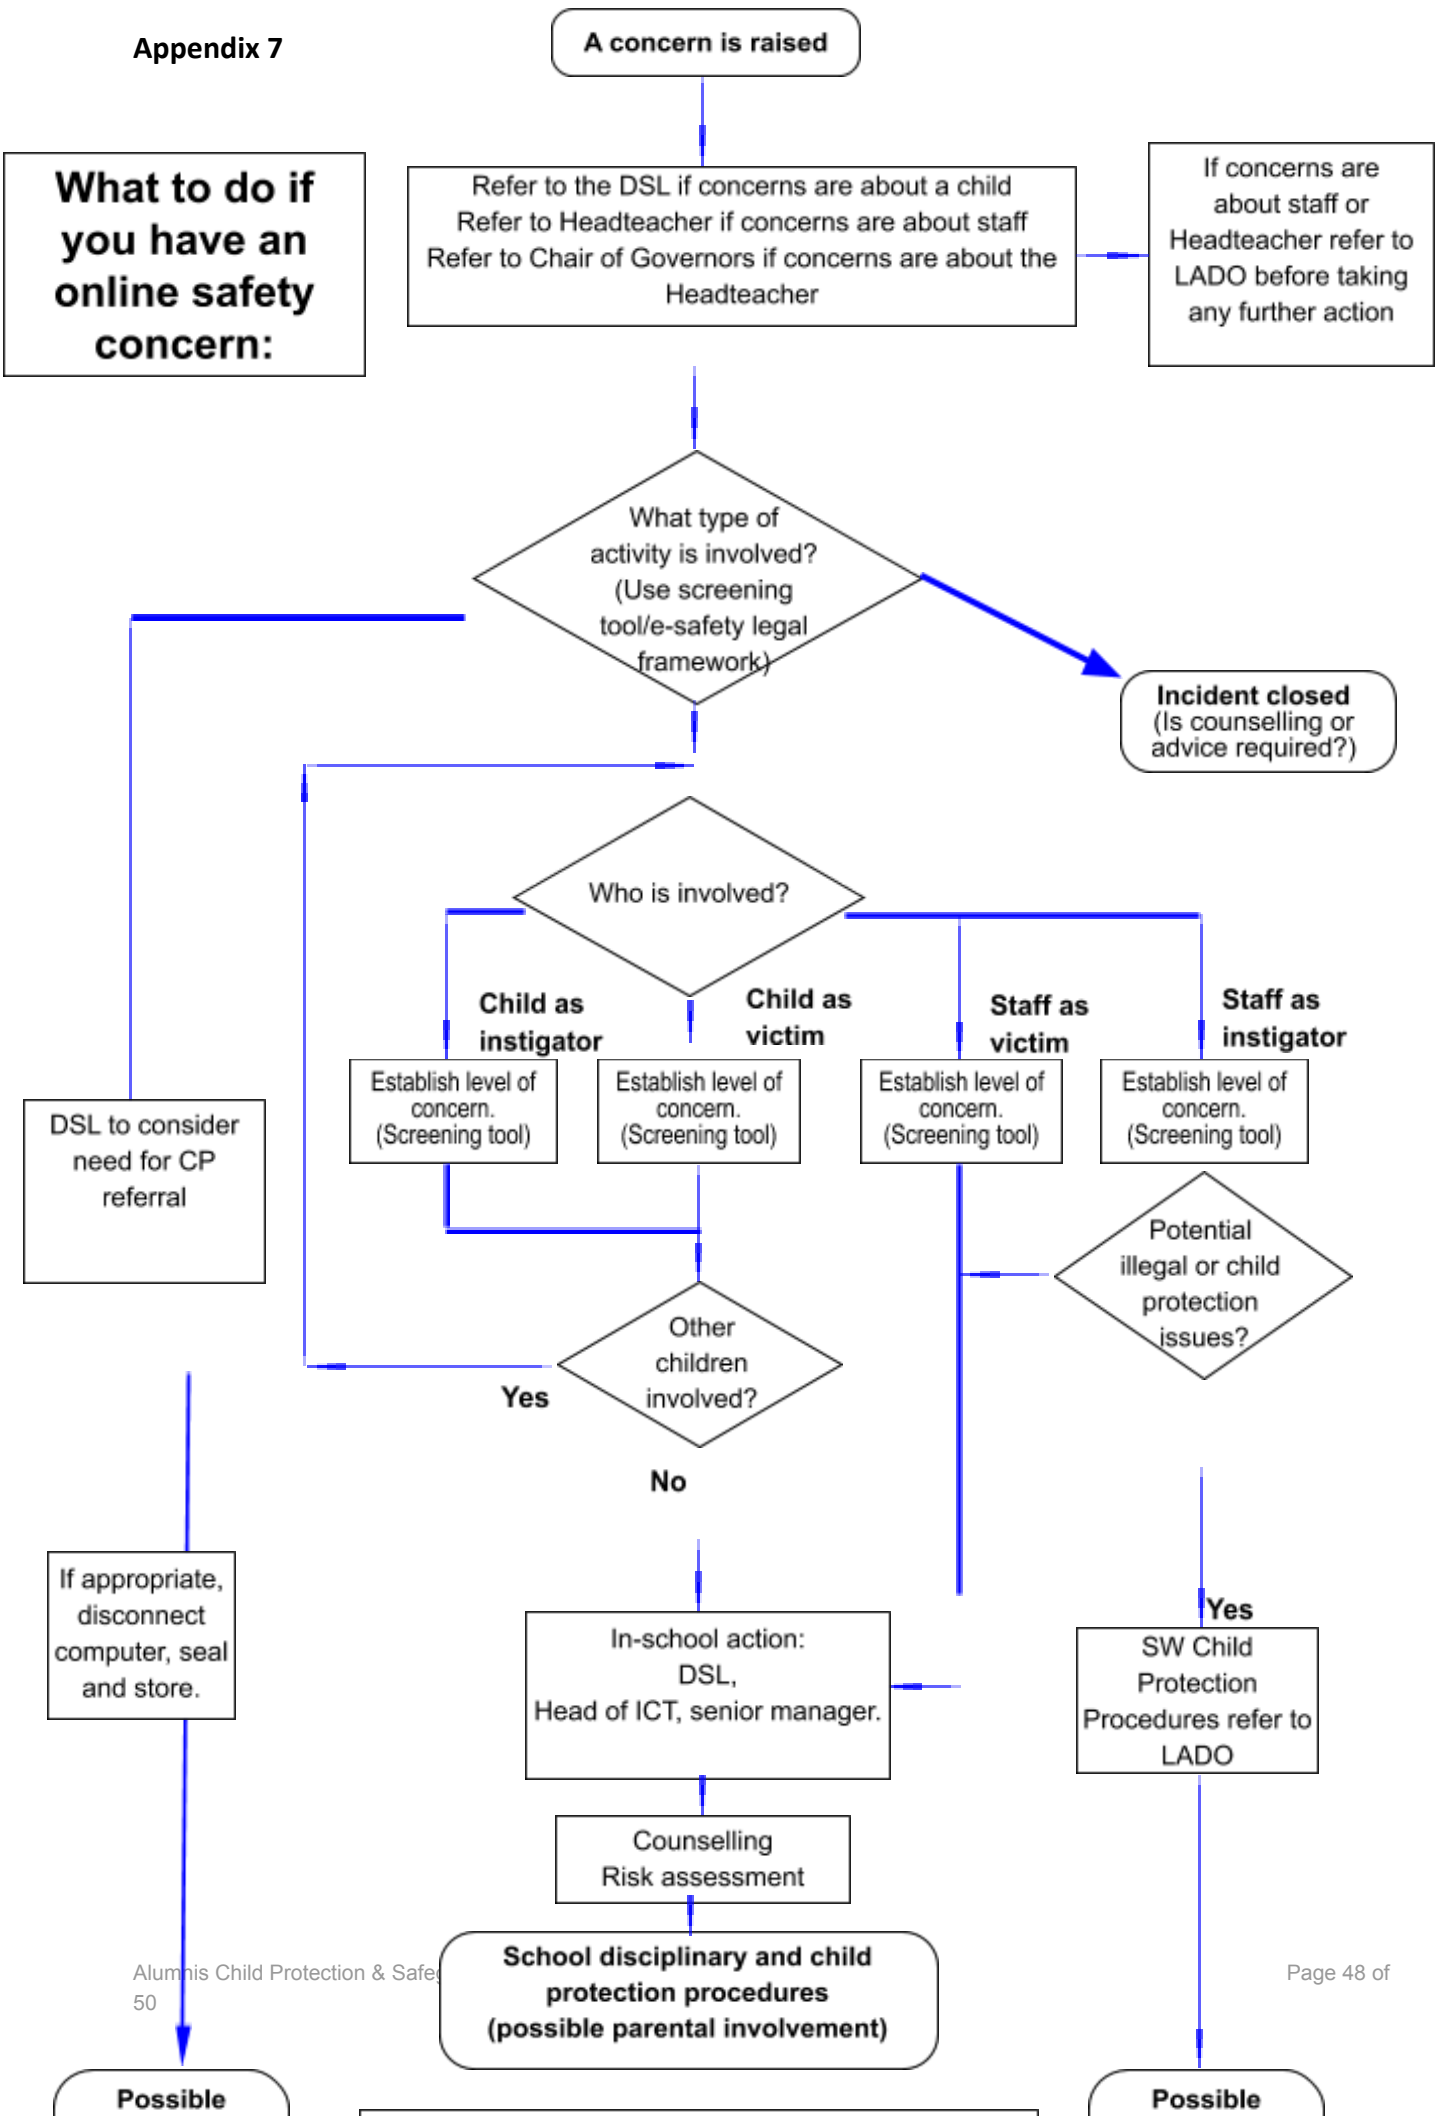 Appendix 7
A concern is raised
What to do if
you have an
online safety
concern:
Refer to the DSL if concerns are about a child
Refer to Headteacher if concerns are about staff
Refer to Chair of Governors if concerns are about the
Headteacher
If concerns are
about staff or
Headteacher refer to
LADO before taking
any further action
What type of
activity is involved?
(Use screening
tool/e-safety legal
framework)
Incident closed
(Is counselling or
advice required?)
Who is involved?
Child as
instigator
Child as
victim
Staff as
victim
Staff as
instigator
Establish level of
concern.
(Screening tool)
Establish level of
concern.
(Screening tool)
Establish level of
concern.
(Screening tool)
Establish level of
concern.
(Screening tool)
DSL to consider
need for CP
referral
Potential
illegal or child
protection
issues?
Other
children
involved?
Yes
No
If appropriate,
disconnect
computer, seal
and store.
In-school action:
DSL,
Head of ICT, senior manager.
Yes
SW Child
Protection
Procedures refer to
LADO
Counselling
Risk assessment
School disciplinary and child
protection procedures
(possible parental involvement)
Alumnis Child Protection &
Page 48 of
50
Possible
Possible